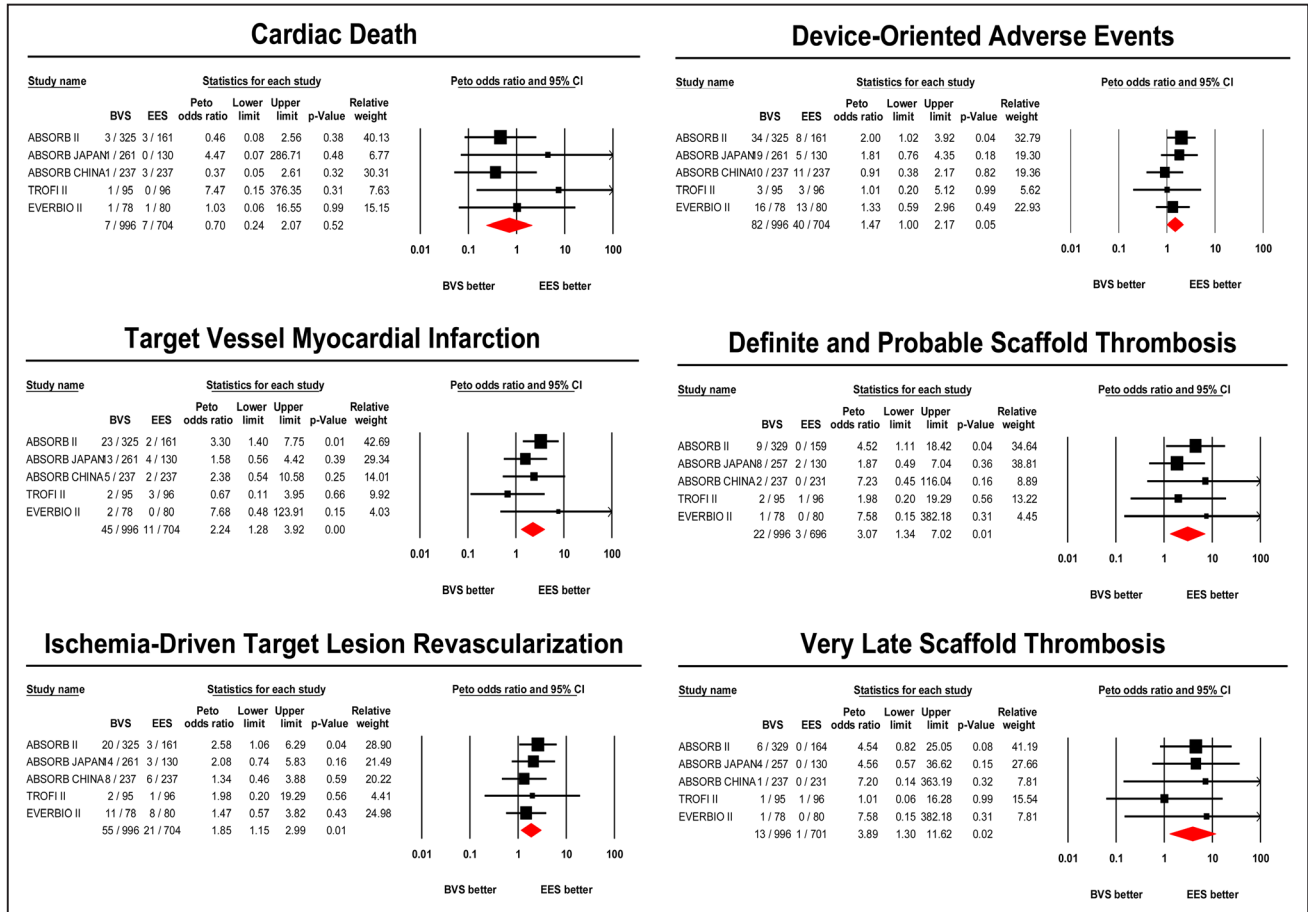 Cardiac Death
Study name Statistics for each study Peto odds ratio and 95% CI
Peto Lower Upper Relative
BVS EES odds ratio limit limit p-Value weight
ABSORB II 3 / 325 3 / 161 0.46 0.08 2.56 0.38 40.13
ABSORB JAPAN1 / 261 0 / 130 4.47 0.07 286.71 0.48 6.77
ABSORB CHINA1 / 237 3 / 237 0.37 0.05 2.61 0.32 30.31
TROFI II 1 / 95 0 / 96 7.47 0.15 376.35 0.31 7.63
EVERBIO II 1 / 78 1 / 80 1.03 0.06 16.55 0.99 15.15
7 / 996 7 / 704 0.70 0.24 2.07 0.52
0.01 0.1 1 10 100
BVS better EES better
Device-Oriented Adverse Events
Study name Statistics for each study Peto odds ratio and 95% CI
Peto Lower Upper Relative
BVS EES odds ratio limit limit p-Value weight
ABSORB II 34 / 325 8 / 161 2.00 1.02 3.92 0.04 32.79
ABSORB JAPAN19 / 261 5 / 130 1.81 0.76 4.35 0.18 19.30
ABSORB CHINA10 / 237 11 / 237 0.91 0.38 2.17 0.82 19.36
TROFI II 3 / 95 3 / 96 1.01 0.20 5.12 0.99 5.62
EVERBIO II 16 / 78 13 / 80 1.33 0.59 2.96 0.49 22.93
82 / 996 40 / 704 1.47 1.00 2.17 0.05
0.01 0.1 1 10 100
BVS better EES better
Target Vessel Myocardial Infarction
Study name Statistics for each study Peto odds ratio and 95% CI
Peto Lower Upper Relative
BVS EES odds ratio limit limit p-Value weight
ABSORB II 23 / 325 2 / 161 3.30 1.40 7.75 0.01 42.69
ABSORB JAPAN13 / 261 4 / 130 1.58 0.56 4.42 0.39 29.34
ABSORB CHINA5 / 237 2 / 237 2.38 0.54 10.58 0.25 14.01
TROFI II 2 / 95 3 / 96 0.67 0.11 3.95 0.66 9.92
EVERBIO II 2 / 78 0 / 80 7.68 0.48 123.91 0.15 4.03
45 / 996 11 / 704 2.24 1.28 3.92 0.00
0.01 0.1 1 10 100
BVS better EES better
Definite and Probable Scaffold Thrombosis
Study name Statistics for each study Peto odds ratio and 95% CI
Peto Lower Upper Relative
BVS EES odds ratio limit limit p-Value weight
ABSORB II 9 / 329 0 / 159 4.52 1.11 18.42 0.04 34.64
ABSORB JAPAN8 / 257 2 / 130 1.87 0.49 7.04 0.36 38.81
ABSORB CHINA2 / 237 0 / 231 7.23 0.45 116.04 0.16 8.89
TROFI II 2 / 95 1 / 96 1.98 0.20 19.29 0.56 13.22
EVERBIO II 1 / 78 0 / 80 7.58 0.15 382.18 0.31 4.45
22 / 996 3 / 696 3.07 1.34 7.02 0.01
0.01 0.1 1 10 100
BVS better EES better
Ischemia-Driven Target Lesion Revascularization
Study name Statistics for each study Peto odds ratio and 95% CI
Peto Lower Upper Relative
BVS EES odds ratio limit limit p-Value weight
ABSORB II 20 / 325 3 / 161 2.58 1.06 6.29 0.04 28.90
ABSORB JAPAN14 / 261 3 / 130 2.08 0.74 5.83 0.16 21.49
ABSORB CHINA8 / 237 6 / 237 1.34 0.46 3.88 0.59 20.22
TROFI II 2 / 95 1 / 96 1.98 0.20 19.29 0.56 4.41
EVERBIO II 11 / 78 8 / 80 1.47 0.57 3.82 0.43 24.98
55 / 996 21 / 704 1.85 1.15 2.99 0.01
0.01 0.1 1 10 100
BVS better EES better
Very Late Scaffold Thrombosis
Study name Statistics for each study Peto odds ratio and 95% CI
Peto Lower Upper Relative
BVS EES odds ratio limit limit p-Value weight
ABSORB II 6 / 329 0 / 164 4.54 0.82 25.05 0.08 41.19
ABSORB JAPAN4 / 257 0 / 130 4.56 0.57 36.62 0.15 27.66
ABSORB CHINA1 / 237 0 / 231 7.20 0.14 363.19 0.32 7.81
TROFI II 1 / 95 1 / 96 1.01 0.06 16.28 0.99 15.54
EVERBIO II 1 / 78 0 / 80 7.58 0.15 382.18 0.31 7.81
13 / 996 1 / 701 3.89 1.30 11.62 0.02
0.01 0.1 1 10 100
BVS better EES better